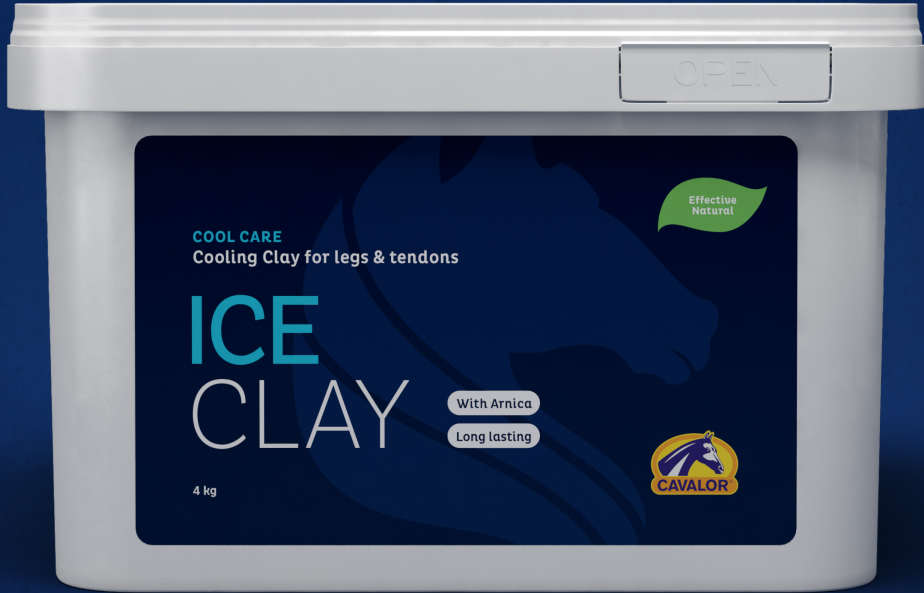 OPEN
Effective
Natural
COOL CARE
Cooling Clay for legs & tendons
ICE
CLAY
With Arnica
Long lasting
4 kg
CAVALOR